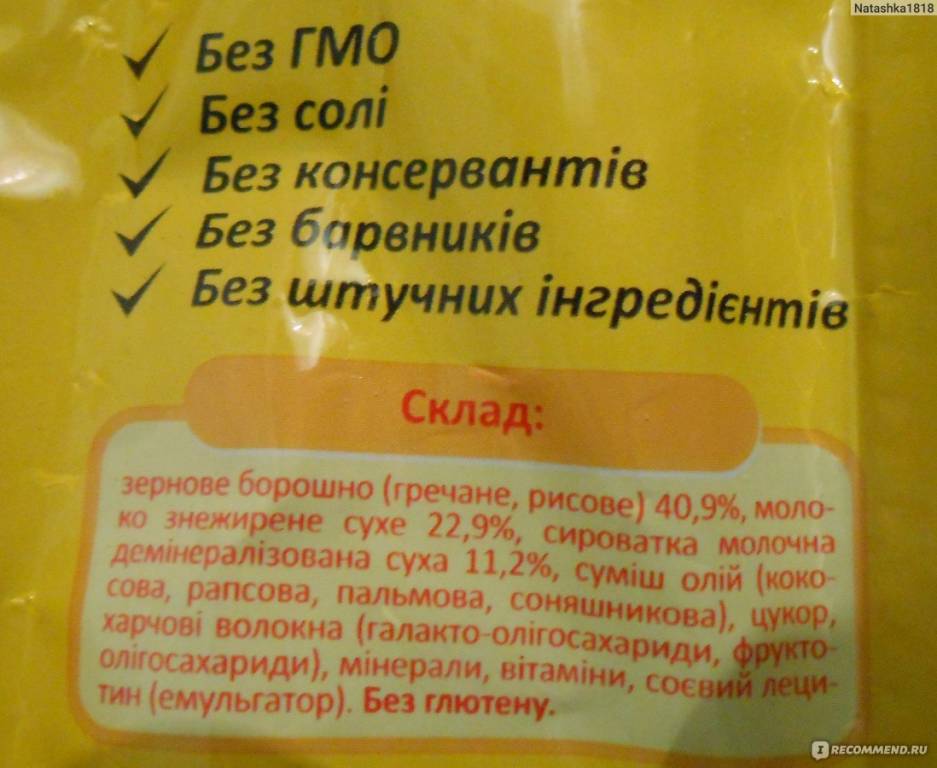 Natashka1818
Без ГМО
Без солі
Без консервантів
Без барвників
Без штучних інгредієнтів
Склад:
зернове борошно (гречане, рисове) 40,9%, моло-
ко знежирене сухе 22,9%, сироватка молочна
демінералізована суха 11,2%, суміш олій (коко-
сова, рапсова, пальмова, соняшникова), цукор,
харчові волокна (галакто-олігосахариди, фрукто-
олігосахариди), мінерали, вітаміни, соєвий леци-
тин (емульгатор). Без глютену.
IRECOMMEND.RU